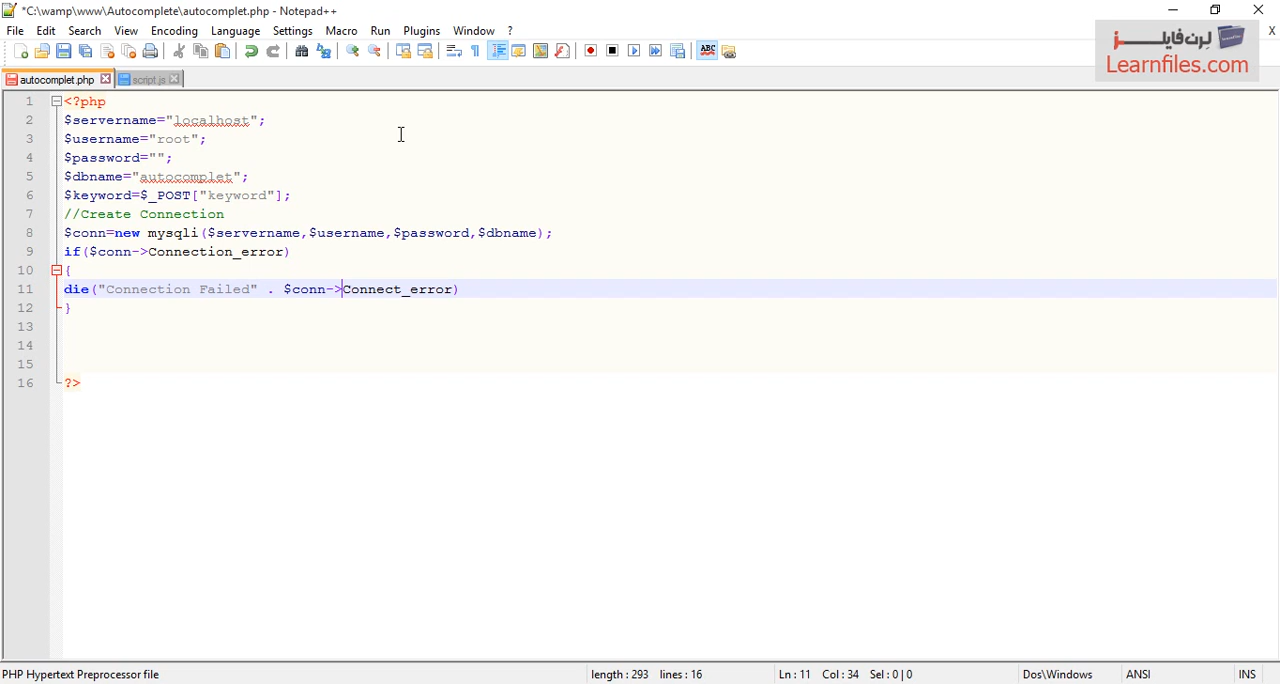 *C:\wamp\www\Autocomplete\autocomplet.php - Notepad++
File Edit Search View Encoding Language Settings Macro Run Plugins Window ? X
لِرن‌فایلــز
Learnfiles.com
ABC
autocomplet.php script.js
1 <?php
2 $servername="localhost";
3 $username="root";
4 $password="";
5 $dbname="autocomplet";
6 $keyword=$_POST["keyword"];
7 //Create Connection
8 $conn=new mysqli($servername,$username,$password,$dbname);
9 if($conn->Connection_error)
10 {
11 die("Connection Failed" . $conn->Connect_error)
12 }
13
14
15
16 ?>
PHP Hypertext Preprocessor file length : 293 lines : 16 Ln : 11 Col : 34 Sel : 0 | 0 Dos\Windows ANSI INS